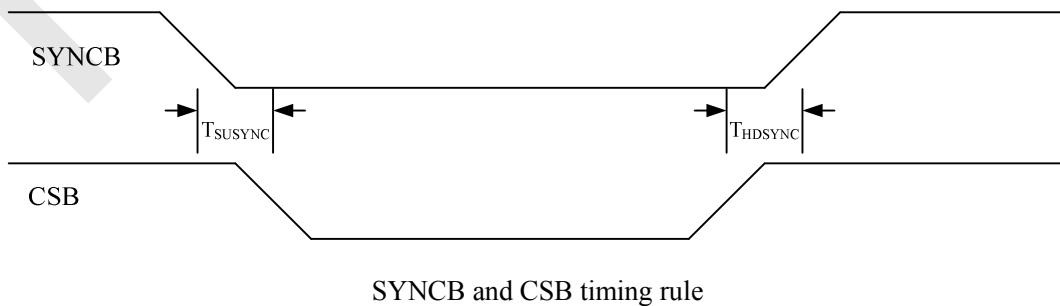 SYNCB
TSUSYNC
THDSYNC
CSB
SYNCB and CSB timing rule